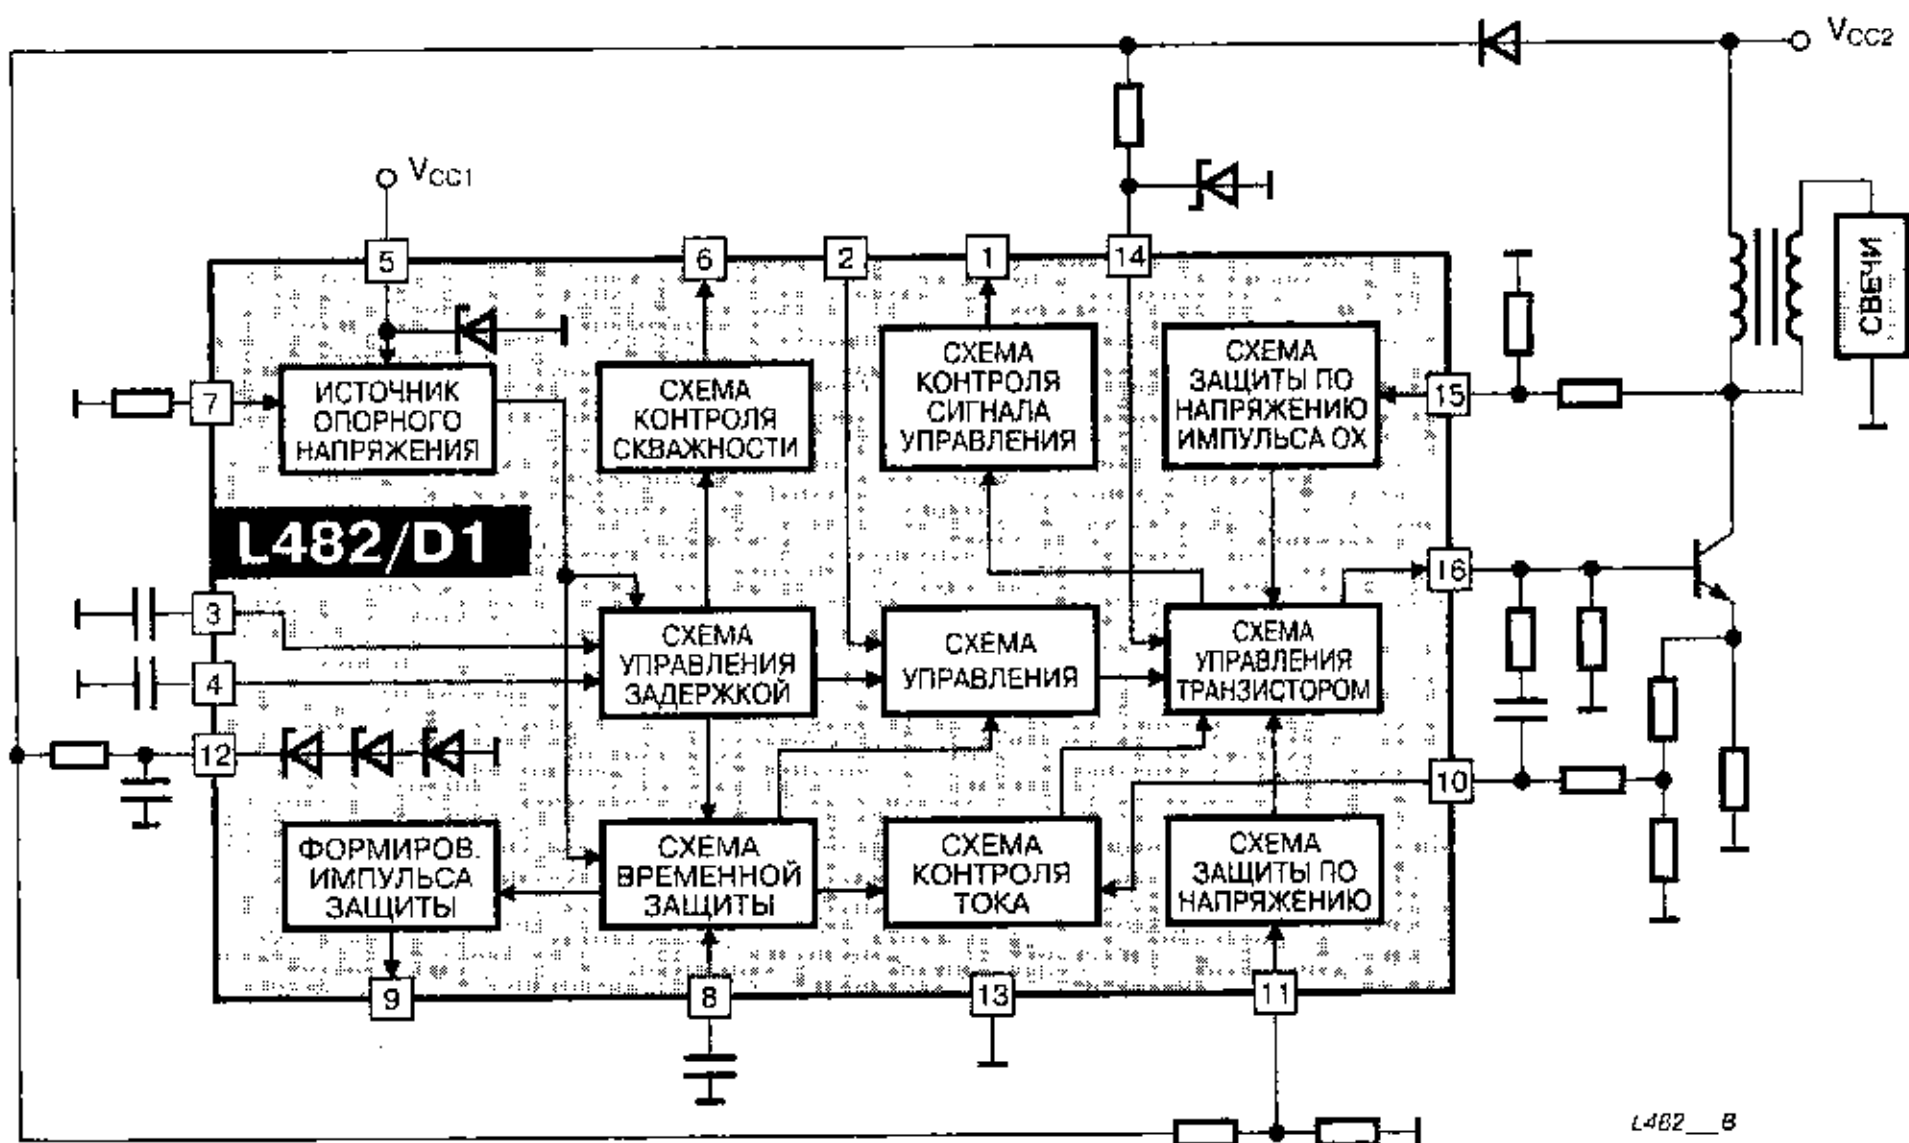 VCC2
VCC1
5
6
2
1
14
СХЕМА
КОНТРОЛЯ
СИГНАЛА
УПРАВЛЕНИЯ
СХЕМА
ЗАЩИТЫ ПО
НАПРЯЖЕНИЮ
ИМПУЛЬСА ОХ
СВЕЧИ
7
ИСТОЧНИК
ОПОРНОГО
НАПРЯЖЕНИЯ
СХЕМА
КОНТРОЛЯ
СКВАЖНОСТИ
15
L482/D1
16
3
4
СХЕМА
УПРАВЛЕНИЯ
ЗАДЕРЖКОЙ
СХЕМА
УПРАВЛЕНИЯ
СХЕМА
УПРАВЛЕНИЯ
ТРАНЗИСТОРОМ
12
10
ФОРМИРОВ.
ИМПУЛЬСА
ЗАЩИТЫ
СХЕМА
ВРЕМЕННОЙ
ЗАЩИТЫ
СХЕМА
КОНТРОЛЯ
ТОКА
СХЕМА
ЗАЩИТЫ ПО
НАПРЯЖЕНИЮ
9
8
13
11
L482__B